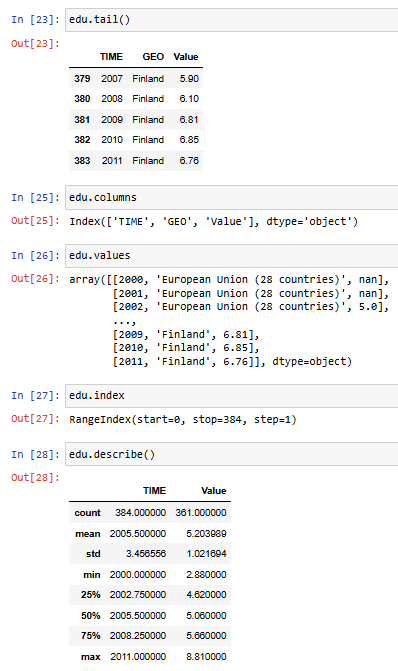 In [23]: edu.tail()
Out[23]:
TIME GEO Value
379 2007 Finland 5.90
380 2008 Finland 6.10
381 2009 Finland 6.81
382 2010 Finland 6.85
383 2011 Finland 6.76
In [25]: edu.columns
Out[25]: Index(['TIME', 'GEO', 'Value'], dtype='object')
In [26]: edu.values
Out[26]: array([[2000, 'European Union (28 countries)', nan],
[2001, 'European Union (28 countries)', nan],
[2002, 'European Union (28 countries)', 5.0],
...,
[2009, 'Finland', 6.81],
[2010, 'Finland', 6.85],
[2011, 'Finland', 6.76]], dtype=object)
In [27]: edu.index
Out[27]: RangeIndex(start=0, stop=384, step=1)
In [28]: edu.describe()
Out[28]:
TIME Value
count 384.000000 361.000000
mean 2005.500000 5.203989
std 3.456556 1.021694
min 2000.000000 2.880000
25% 2002.750000 4.620000
50% 2005.500000 5.060000
75% 2008.250000 5.660000
max 2011.000000 8.810000